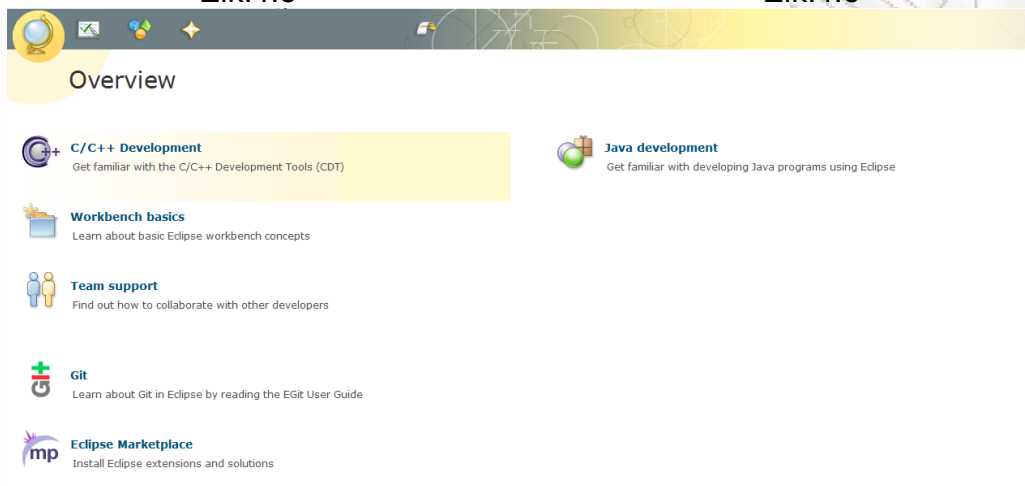 Overview
C/C++ Development
Get familiar with the C/C++ Development Tools (CDT)
Java development
Get familiar with developing Java programs using Eclipse
Workbench basics
Learn about basic Eclipse workbench concepts
Team support
Find out how to collaborate with other developers
Git
Learn about Git in Eclipse by reading the EGit User Guide
Eclipse Marketplace
Install Eclipse extensions and solutions